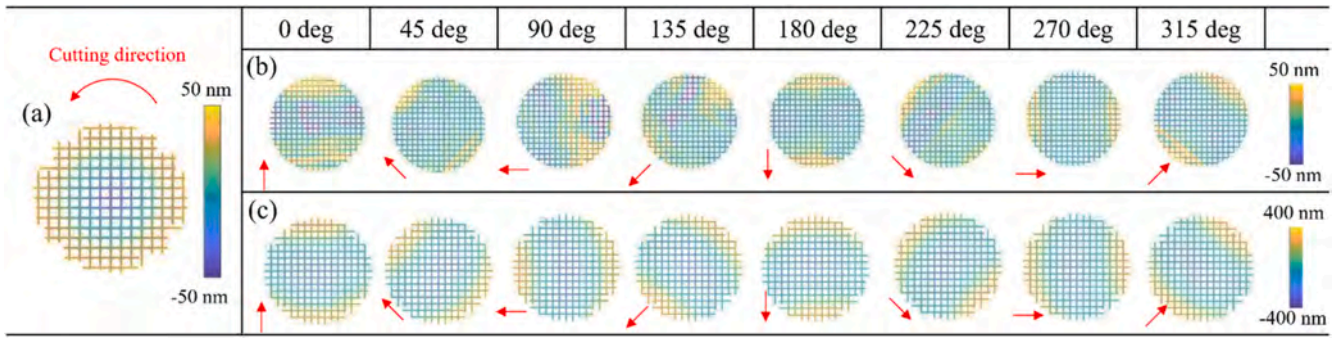 0 deg 45 deg 90 deg 135 deg 180 deg 225 deg 270 deg 315 deg
Cutting direction
50 nm
(a)
-50 nm
(b)
50 nm
-50 nm
(c)
400 nm
-400 nm